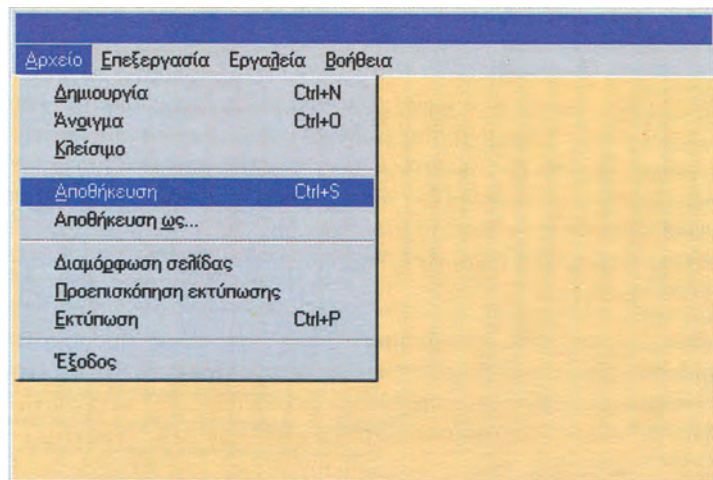 Αρχείο Επεξεργασία Εργαλεία Βοήθεια
Δημιουργία Ctrl+N
Άνοιγμα Ctrl+O
Κλείσιμο
Αποθήκευση Ctrl+S
Αποθήκευση ως...
Διαμόρφωση σελίδας
Προεπισκόπηση εκτύπωσης
Εκτύπωση Ctrl+P
Έξοδος